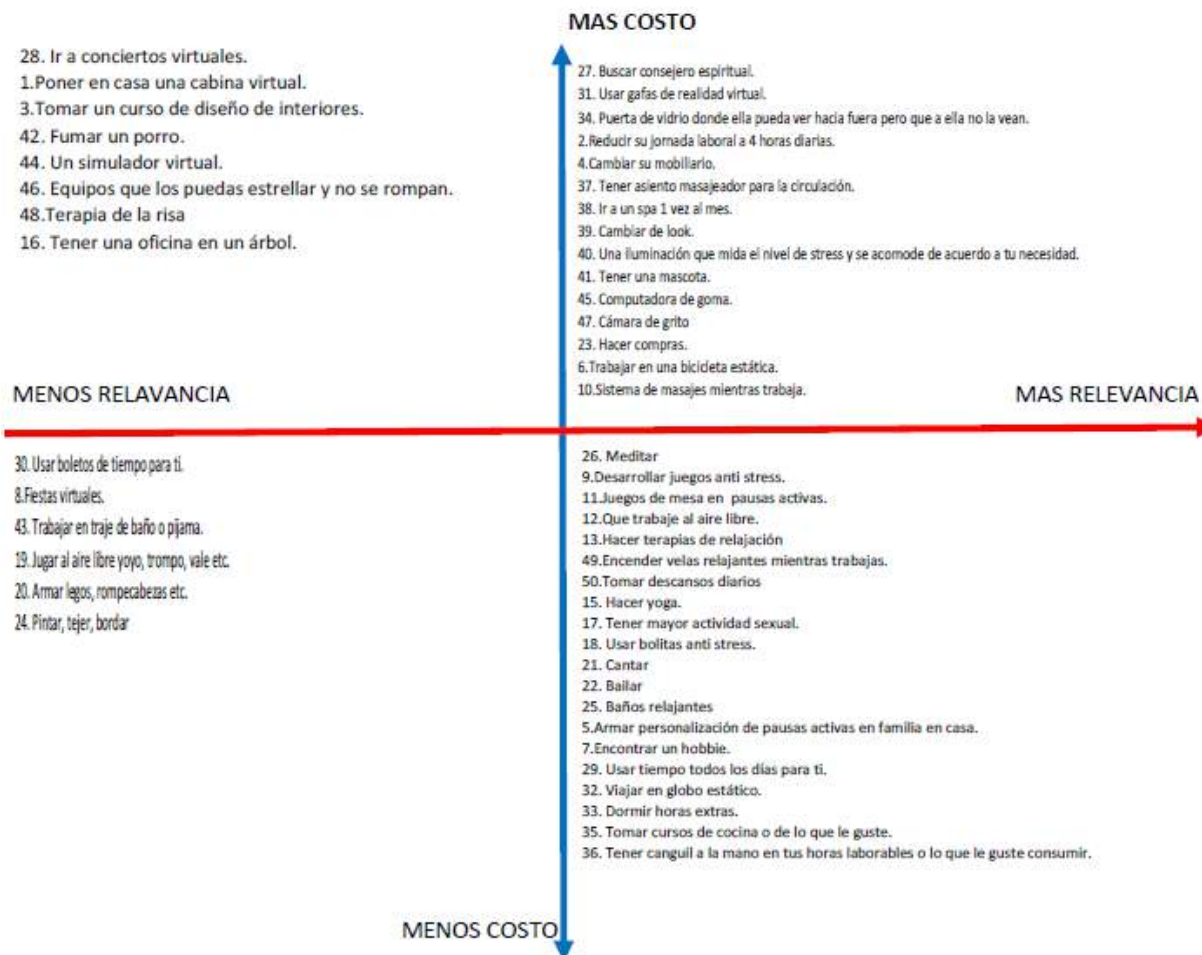 MAS COSTO
28. Ir a conciertos virtuales.
1.Poner en casa una cabina virtual.
3.Tomar un curso de diseño de interiores.
42. Fumar un porro.
44. Un simulador virtual.
46. Equipos que los puedas estrellar y no se rompan.
48.Terapia de la risa
16. Tener una oficina en un árbol.
27. Buscar consejero espiritual.
31. Usar gafas de realidad virtual.
34. Puerta de vidrio donde ella pueda ver hacia fuera pero que a ella no la vean.
2.Reducir su jornada laboral a 4 horas diarias.
4.Cambiar su mobiliario.
37. Tener asiento masajeador para la circulación.
38. Ir a un spa 1 vez al mes.
39. Cambiar de look.
40. Una iluminación que mida el nivel de stress y se acomode de acuerdo a tu necesidad.
41. Tener una mascota.
45. Computadora de goma.
47. Cámara de grito
23. Hacer compras.
6.Trabajar en una bicicleta estática.
10.Sistema de masajes mientras trabaja.
MENOS RELAVANCIA
MAS RELEVANCIA
30. Usar boletos de tiempo para ti.
8.Fiestas virtuales.
43. Trabajar en traje de baño o pijama.
19. Jugar al aire libre yoyo, trompo, vale etc.
20. Armar legos, rompecabezas etc.
24. Pintar, tejer, bordar
26. Meditar
9.Desarrollar juegos anti stress.
11.Juegos de mesa en pausas activas.
12.Que trabaje al aire libre.
13.Hacer terapias de relajación
49.Encender velas relajantes mientras trabajas.
50.Tomar descansos diarios
15. Hacer yoga.
17. Tener mayor actividad sexual.
18. Usar bolitas anti stress.
21. Cantar
22. Bailar
25. Baños relajantes
5.Armar personalización de pausas activas en familia en casa.
7.Encontrar un hobbie.
29. Usar tiempo todos los días para ti.
32. Viajar en globo estático.
33. Dormir horas extras.
35. Tomar cursos de cocina o de lo que le guste.
36. Tener canguil a la mano en tus horas laborables o lo que le guste consumir.
MENOS COSTO